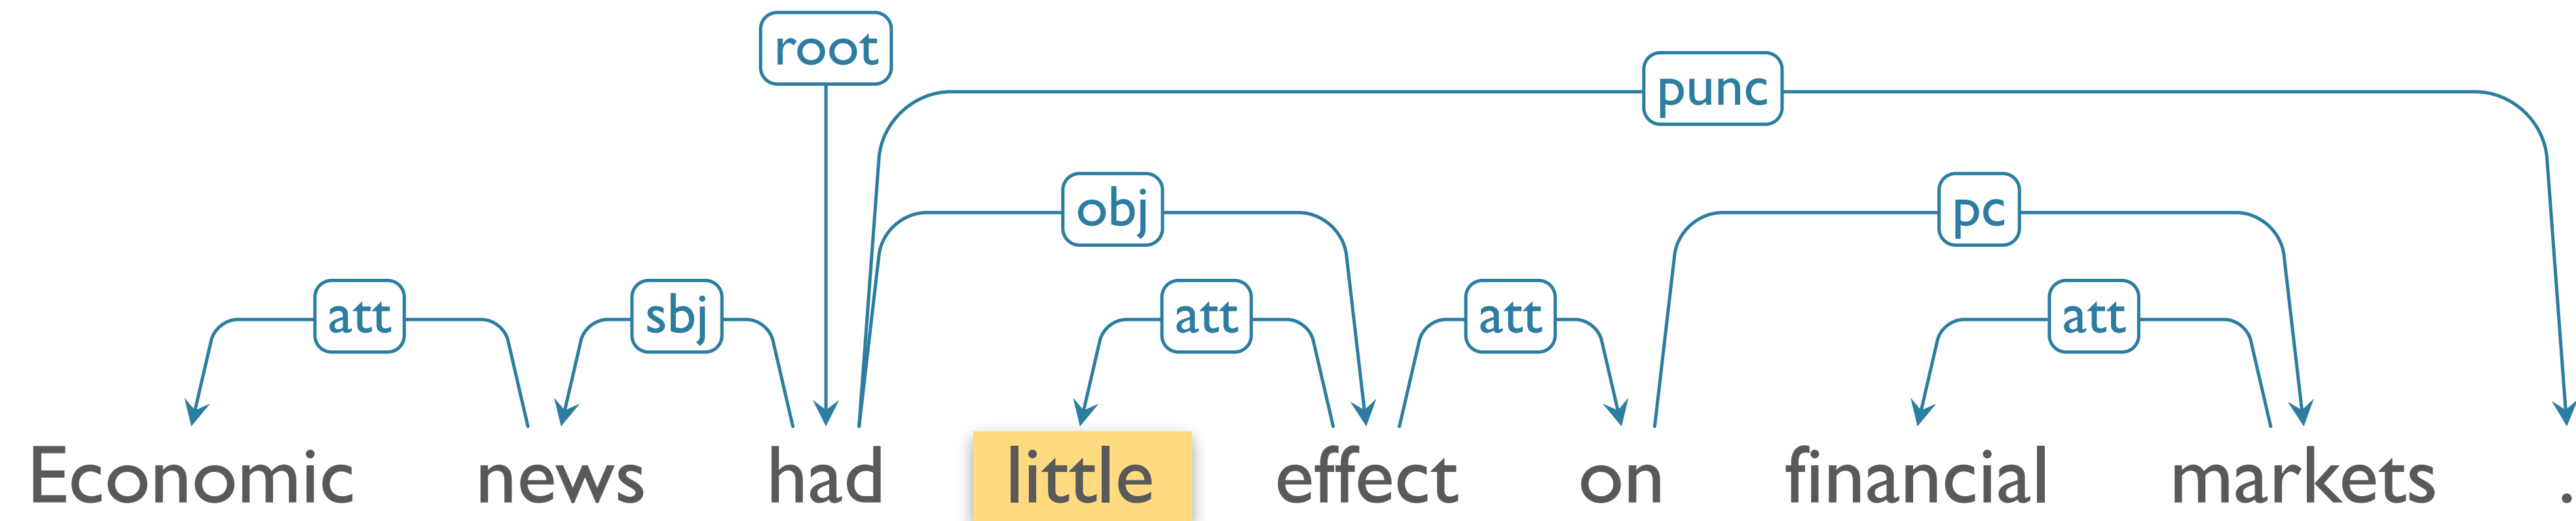 root
punc
obj pc
att sbj att att att
Economic news had little effect on financial markets .